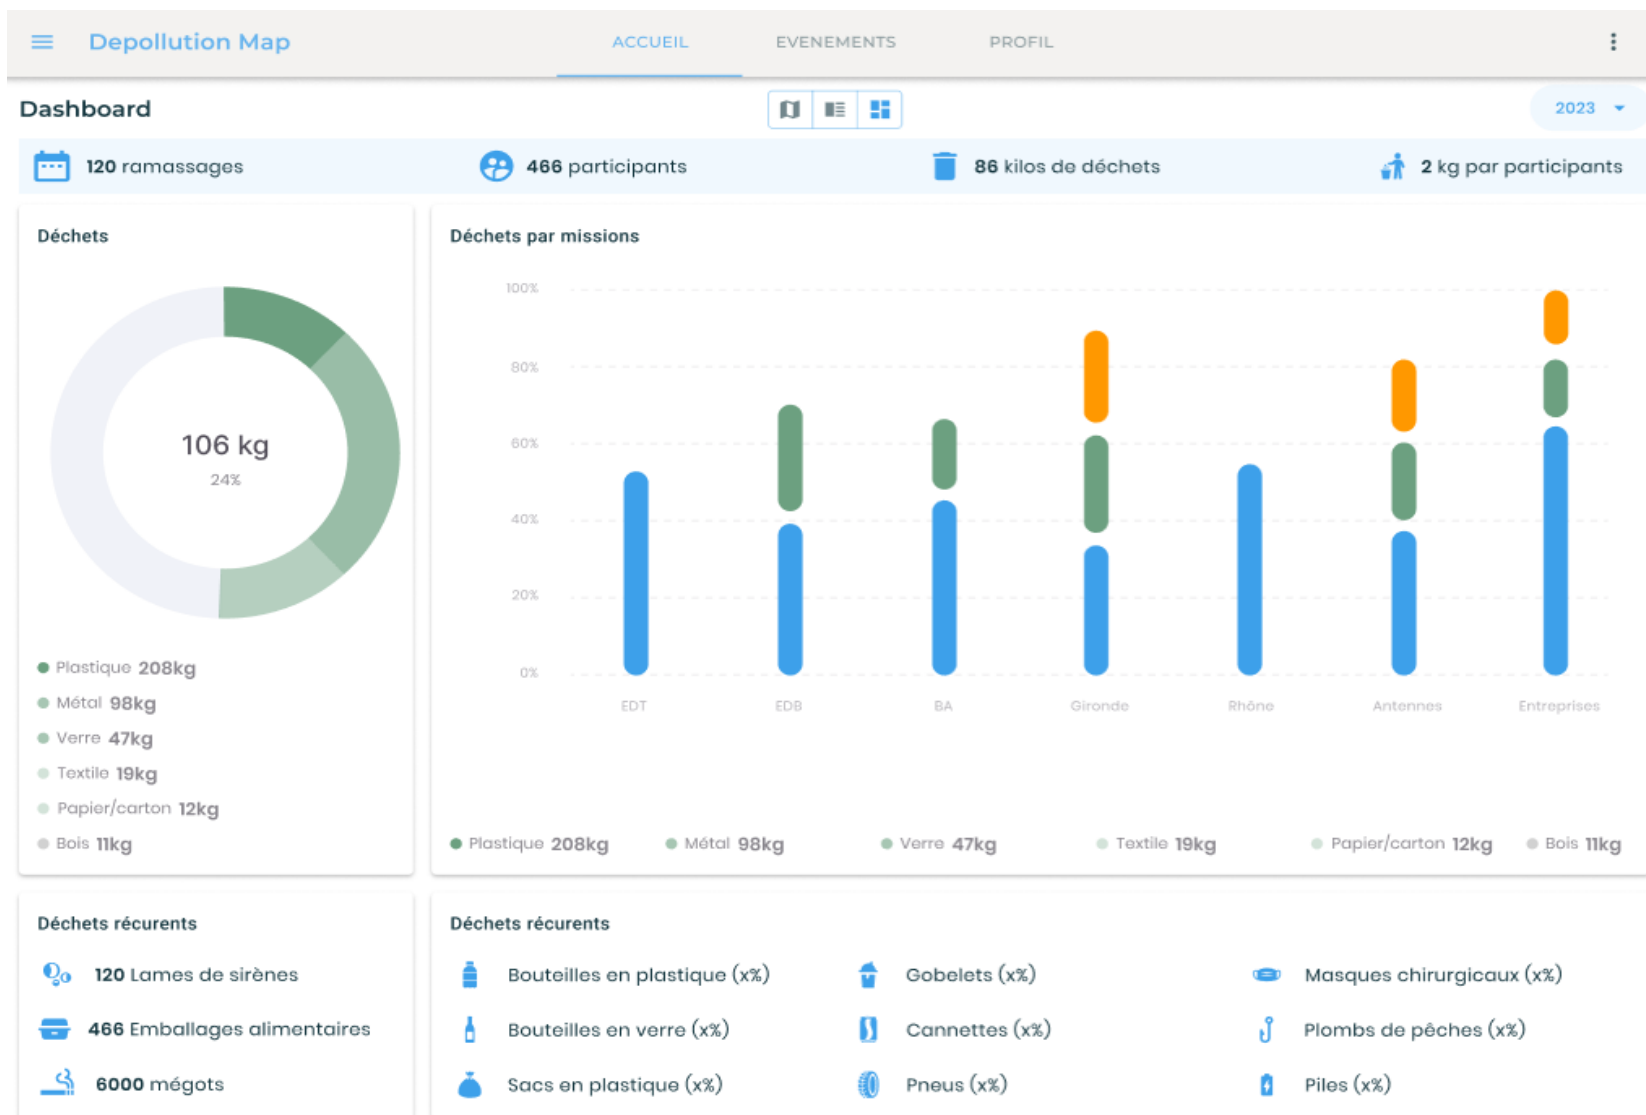 Depollution Map
ACCUEIL
EVENEMENTS
PROFIL
Dashboard
2023
120 ramassages
466 participants
86 kilos de déchets
2 kg par participants
Déchets
106 kg
24%
Plastique 208kg
Métal 98kg
Verre 47kg
Textile 19kg
Papier/carton 12kg
Bois 11kg
Déchets par missions
100%
80%
60%
40%
20%
0%
EDT
EDB
BA
Gironde
Rhône
Antennes
Entreprises
Plastique 208kg
Métal 98kg
Verre 47kg
Textile 19kg
Papier/carton 12kg
Bois 11kg
Déchets récurents
120 Lames de sirènes
466 Emballages alimentaires
6000 mégots
Déchets récurents
Bouteilles en plastique (x%)
Gobelets (x%)
Masques chirurgicaux (x%)
Bouteilles en verre (x%)
Cannettes (x%)
Plombs de pêches (x%)
Sacs en plastique (x%)
Pneus (x%)
Piles (x%)